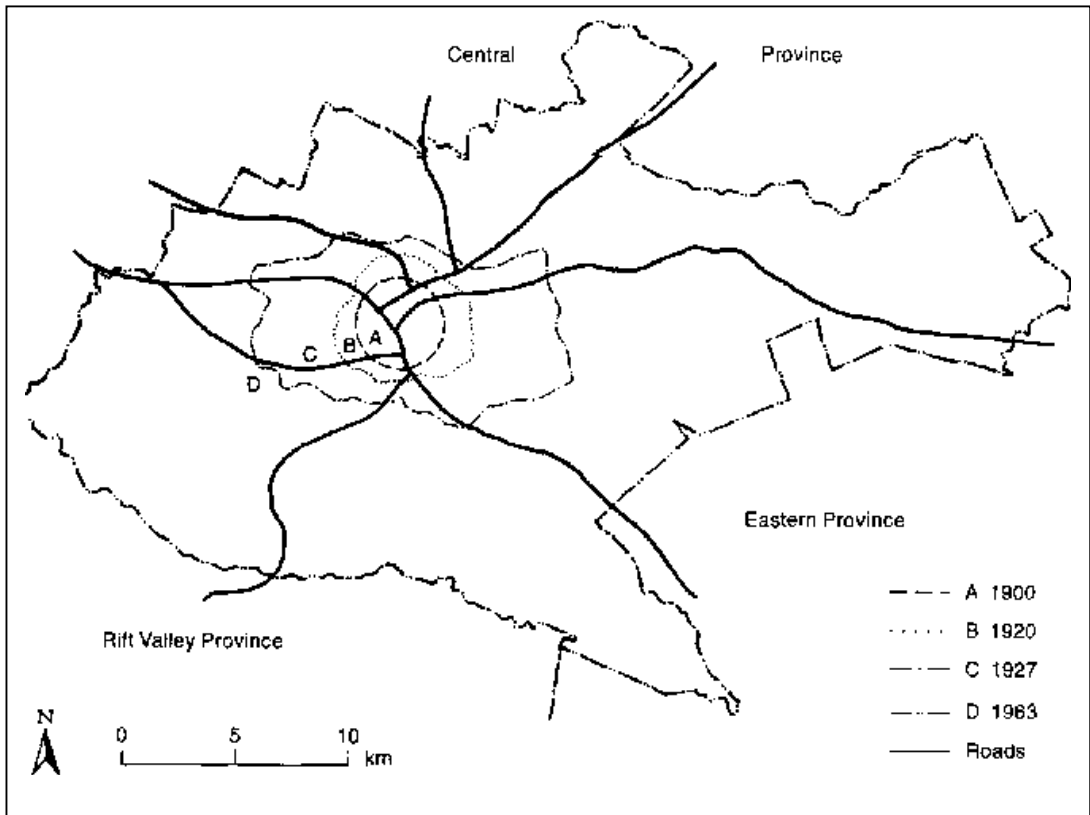 Central Province
D C B A
Eastern Province
Rift Valley Province
A 1900
B 1920
C 1927
D 1963
Roads
N
0 5 10
km